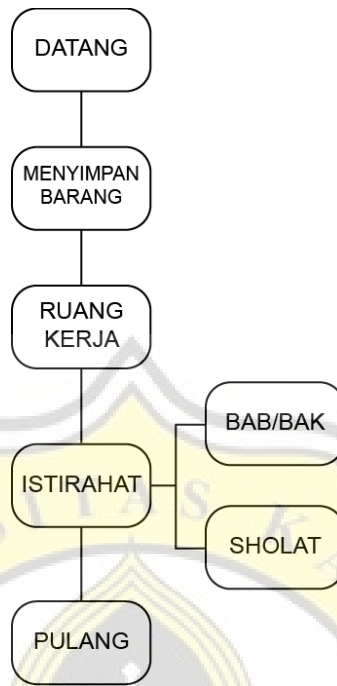 DATANG
MENYIMPAN
BARANG
RUANG
KERJA
BAB/BAK
ISTIRAHAT
SHOLAT
PULANG